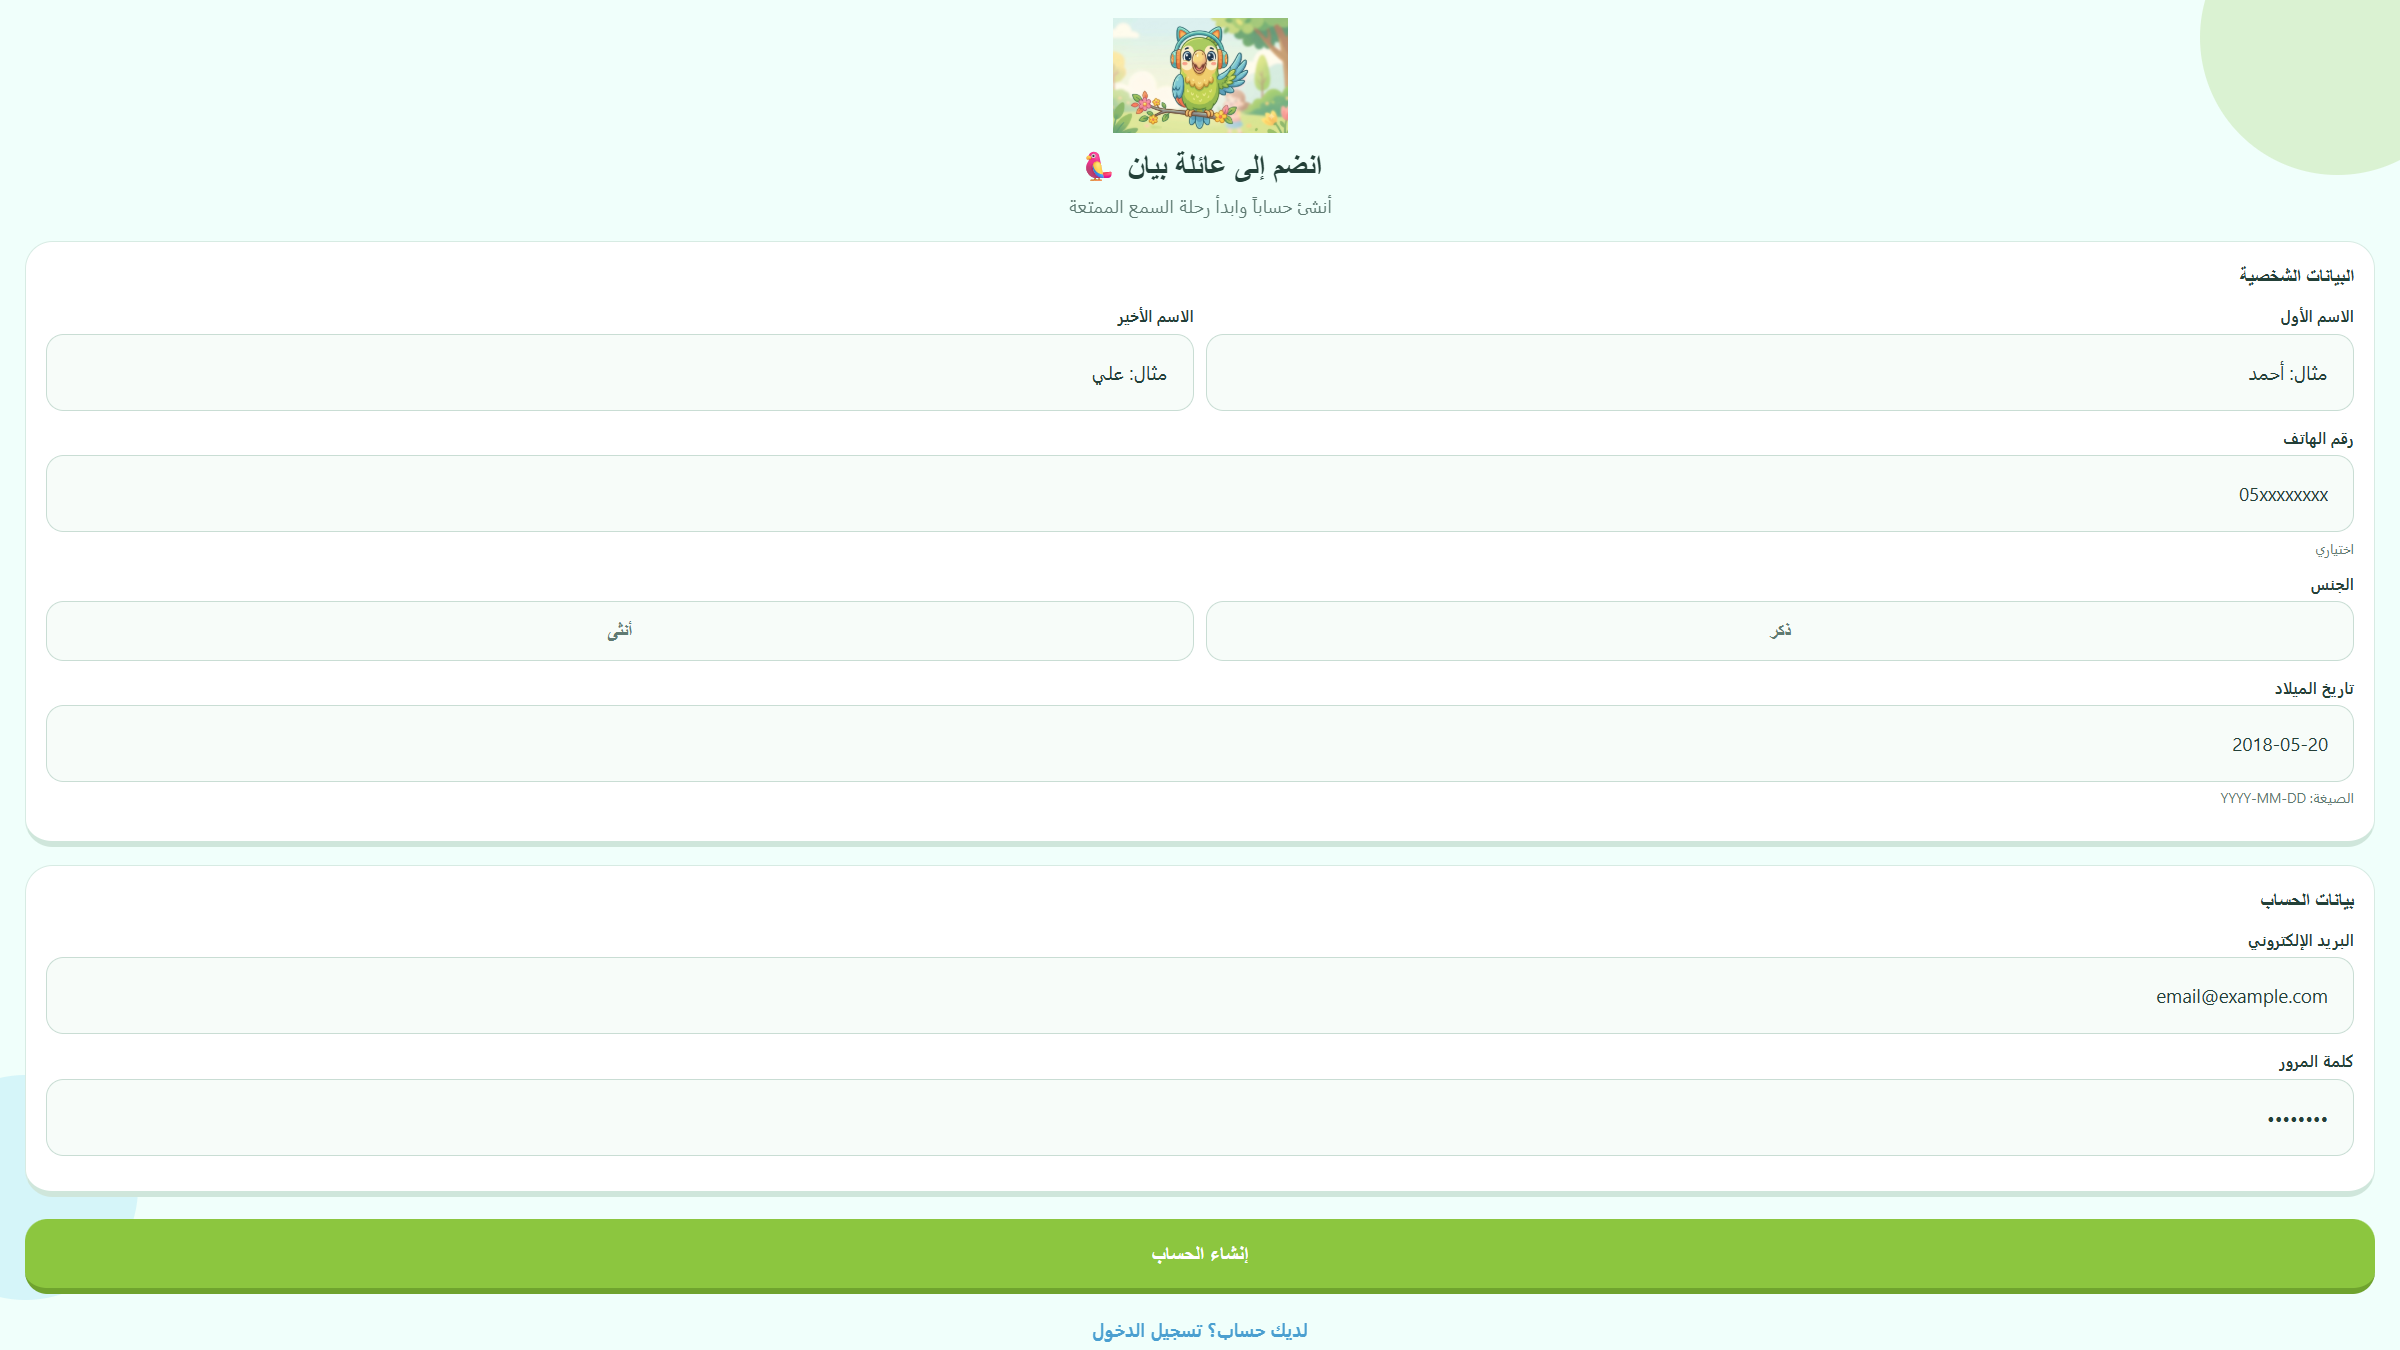 انضم إلى عائلة بيان 🦜
أنشئ حساباً وابدأ رحلة السمع الممتعة
البيانات الشخصية
الاسم الأول
مثال: أحمد
الاسم الأخير
مثال: علي
رقم الهاتف
05xxxxxxxx
اختياري
الجنس
ذكر
أنثى
تاريخ الميلاد
2018-05-20
الصيغة: YYYY-MM-DD
بيانات الحساب
البريد الإلكتروني
email@example.com
كلمة المرور
••••••••
إنشاء الحساب
لديك حساب؟ تسجيل الدخول